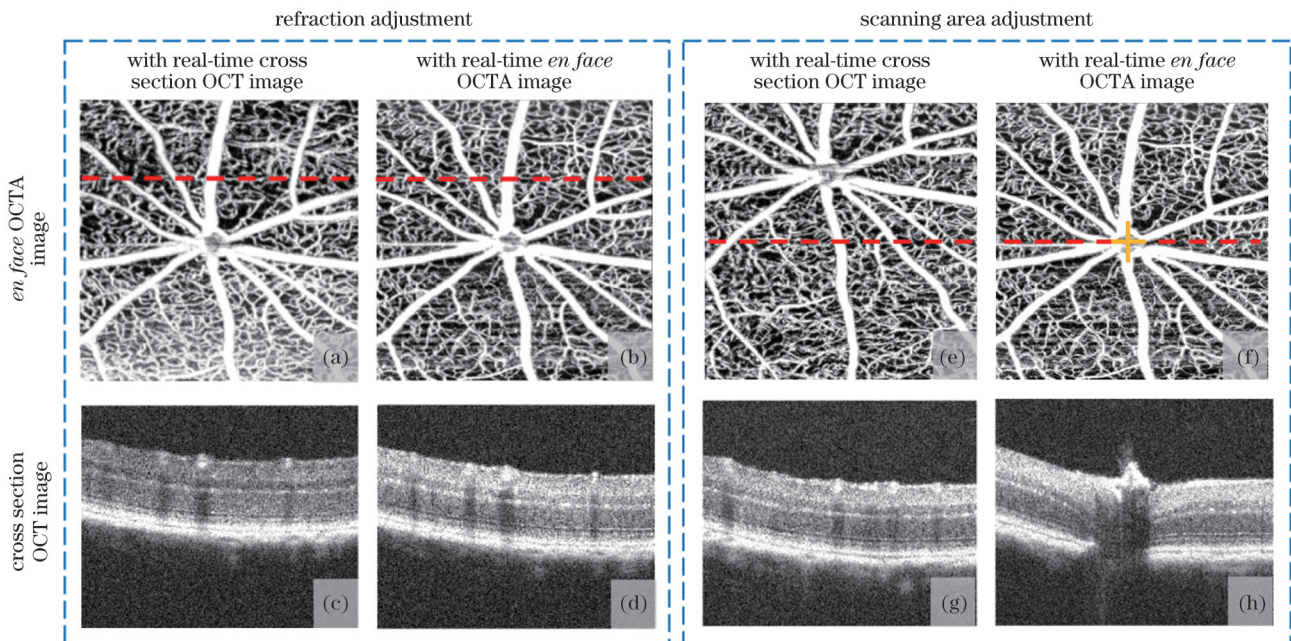 refraction adjustment
scanning area adjustment
with real-time cross
section OCT image
with real-time en face
OCTA image
with real-time cross
section OCT image
with real-time en face
OCTA image
en face OCTA
image
(a)
(b)
(e)
(f)
cross section
OCT image
(c)
(d)
(g)
(h)